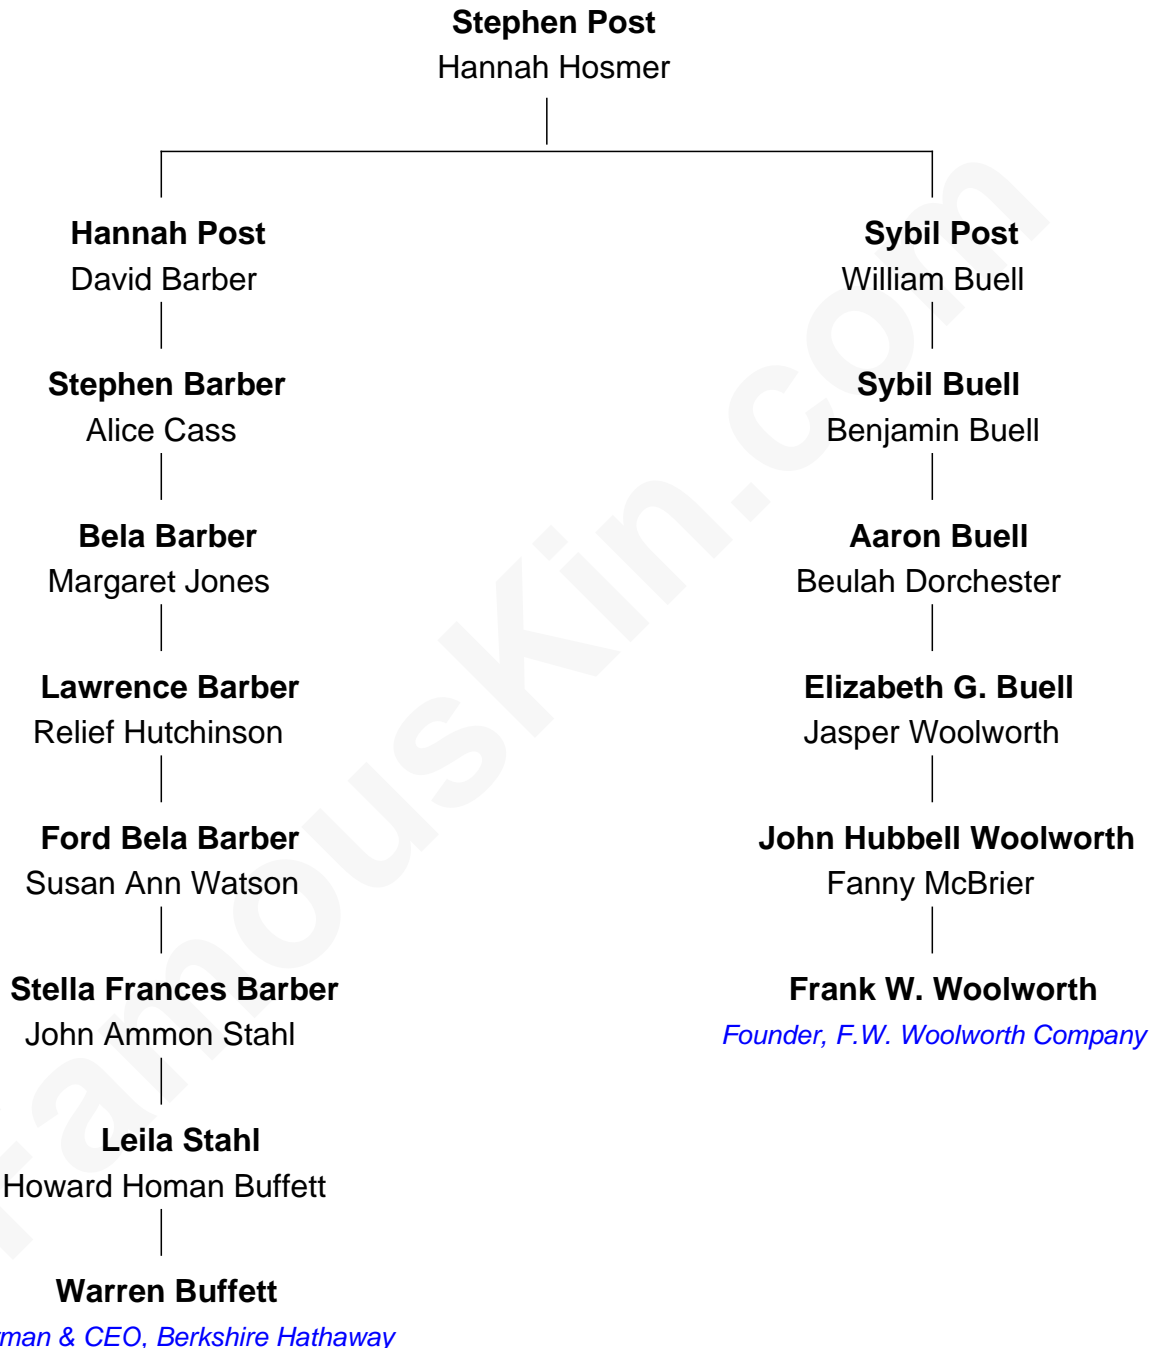 Stephen Post
Hannah Hosmer
Hannah Post
David Barber
Sybil Post
William Buell
Stephen Barber
Alice Cass
Sybil Buell
Benjamin Buell
Bela Barber
Margaret Jones
Aaron Buell
Beulah Dorchester
Lawrence Barber
Relief Hutchinson
Elizabeth G. Buell
Jasper Woolworth
Ford Bela Barber
Susan Ann Watson
John Hubbell Woolworth
Fanny McBrier
Stella Frances Barber
John Ammon Stahl
Frank W. Woolworth
Founder, F.W. Woolworth Company
Leila Stahl
Howard Homan Buffett
Warren Buffett
rman & CEO, Berkshire Hathaway
FamousKin.com